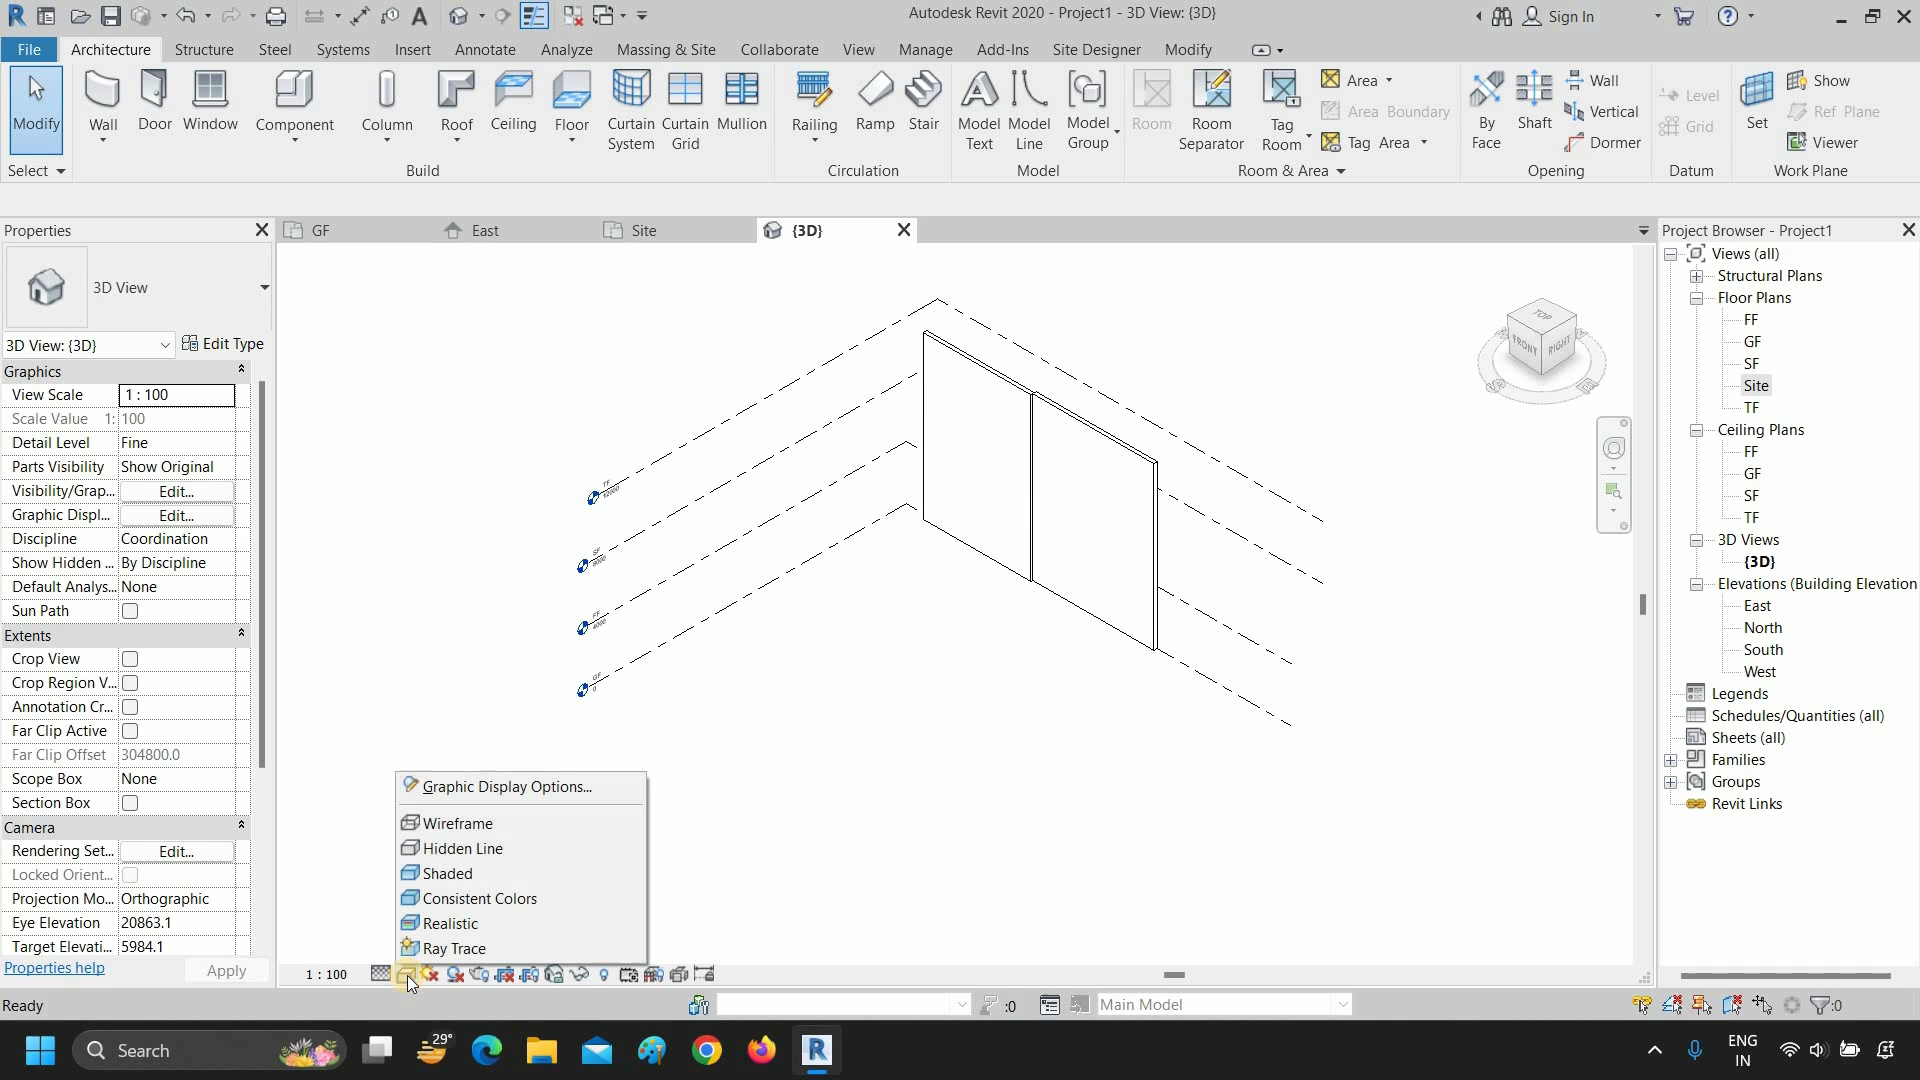 Autodesk Revit 2020 - Project1 - 3D View: {3D}
Sign In
File Architecture Structure Steel Systems Insert Annotate Analyze Massing & Site Collaborate View Manage Add-Ins Site Designer Modify
Modify
Wall
Door
Window
Component
Column
Roof
Ceiling
Floor
Curtain System
Curtain Grid
Mullion
Railing
Ramp
Stair
Model Text
Model Line
Model Group
Room
Room Separator
Tag Room
Area
Area Boundary
Tag Area
By Face
Shaft
Wall
Vertical
Dormer
Level
Grid
Set
Show
Ref Plane
Viewer
Select
Build
Circulation
Model
Room & Area
Opening
Datum
Work Plane
Properties
3D View
3D View: {3D}
Edit Type
Graphics
View Scale 1 : 100
Scale Value 1: 100
Detail Level Fine
Parts Visibility Show Original
Visibility/Grap... Edit...
Graphic Displ... Edit...
Discipline Coordination
Show Hidden ... By Discipline
Default Analys... None
Sun Path
Extents
Crop View
Crop Region V...
Annotation Cr...
Far Clip Active
Far Clip Offset 304800.0
Scope Box None
Section Box
Camera
Rendering Set... Edit...
Locked Orient...
Projection Mo... Orthographic
Eye Elevation 20863.1
Target Elevati... 5984.1
Properties help
Apply
GF
East
Site
{3D}
TOP
FRONT
RIGHT
TF
12000
SF
8000
FF
4000
GF
0
Graphic Display Options...
Wireframe
Hidden Line
Shaded
Consistent Colors
Realistic
Ray Trace
1 : 100
Project Browser - Project1
Views (all)
Structural Plans
Floor Plans
FF
GF
SF
Site
TF
Ceiling Plans
FF
GF
SF
TF
3D Views
{3D}
Elevations (Building Elevation
East
North
South
West
Legends
Schedules/Quantities (all)
Sheets (all)
Families
Groups
Revit Links
Ready
:0
Main Model
:0
Search
29°
ENG
IN